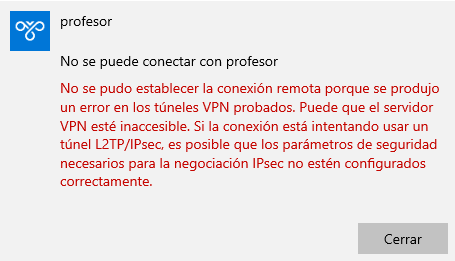 profesor
No se puede conectar con profesor
No se pudo establecer la conexión remota porque se produjo
un error en los túneles VPN probados. Puede que el servidor
VPN esté inaccesible. Si la conexión está intentando usar un
túnel L2TP/IPsec, es posible que los parámetros de seguridad
necesarios para la negociación IPsec no estén configurados
correctamente.
Cerrar